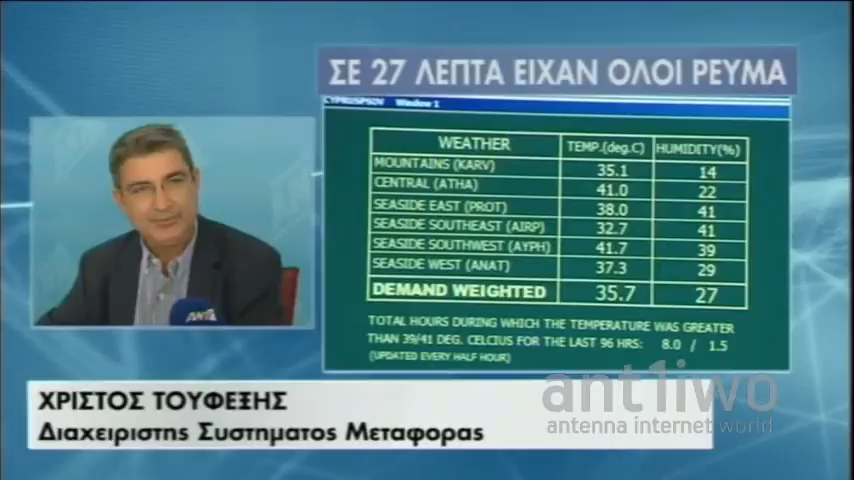 ΣΕ 27 ΛΕΠΤΑ ΕΙΧΑΝ ΟΛΟΙ ΡΕΥΜΑ
Window 1
WEATHER TEMP.(deg.C) HUMIDITY(%)
MOUNTAINS (KARV) 35.1 14
CENTRAL (ATHA) 41.0 22
SEASIDE EAST (PROT) 38.0 41
SEASIDE SOUTHEAST (AIRP) 32.7 41
SEASIDE SOUTHWEST (AYPH) 41.7 39
SEASIDE WEST (ANAT) 37.3 29
DEMAND WEIGHTED 35.7 27
TOTAL HOURS DURING WHICH THE TEMPERATURE WAS GREATER
THAN 39/41 DEG. CELCIUS FOR THE LAST 96 HRS: 8.0 / 1.5
(UPDATED EVERY HALF HOUR)
ΑΝΤ1
ΧΡΙΣΤΟΣ ΤΟΥΦΕΞΗΣ
Διαχειριστης Συστηματος Μεταφορας
ant1iwo
antenna internet world